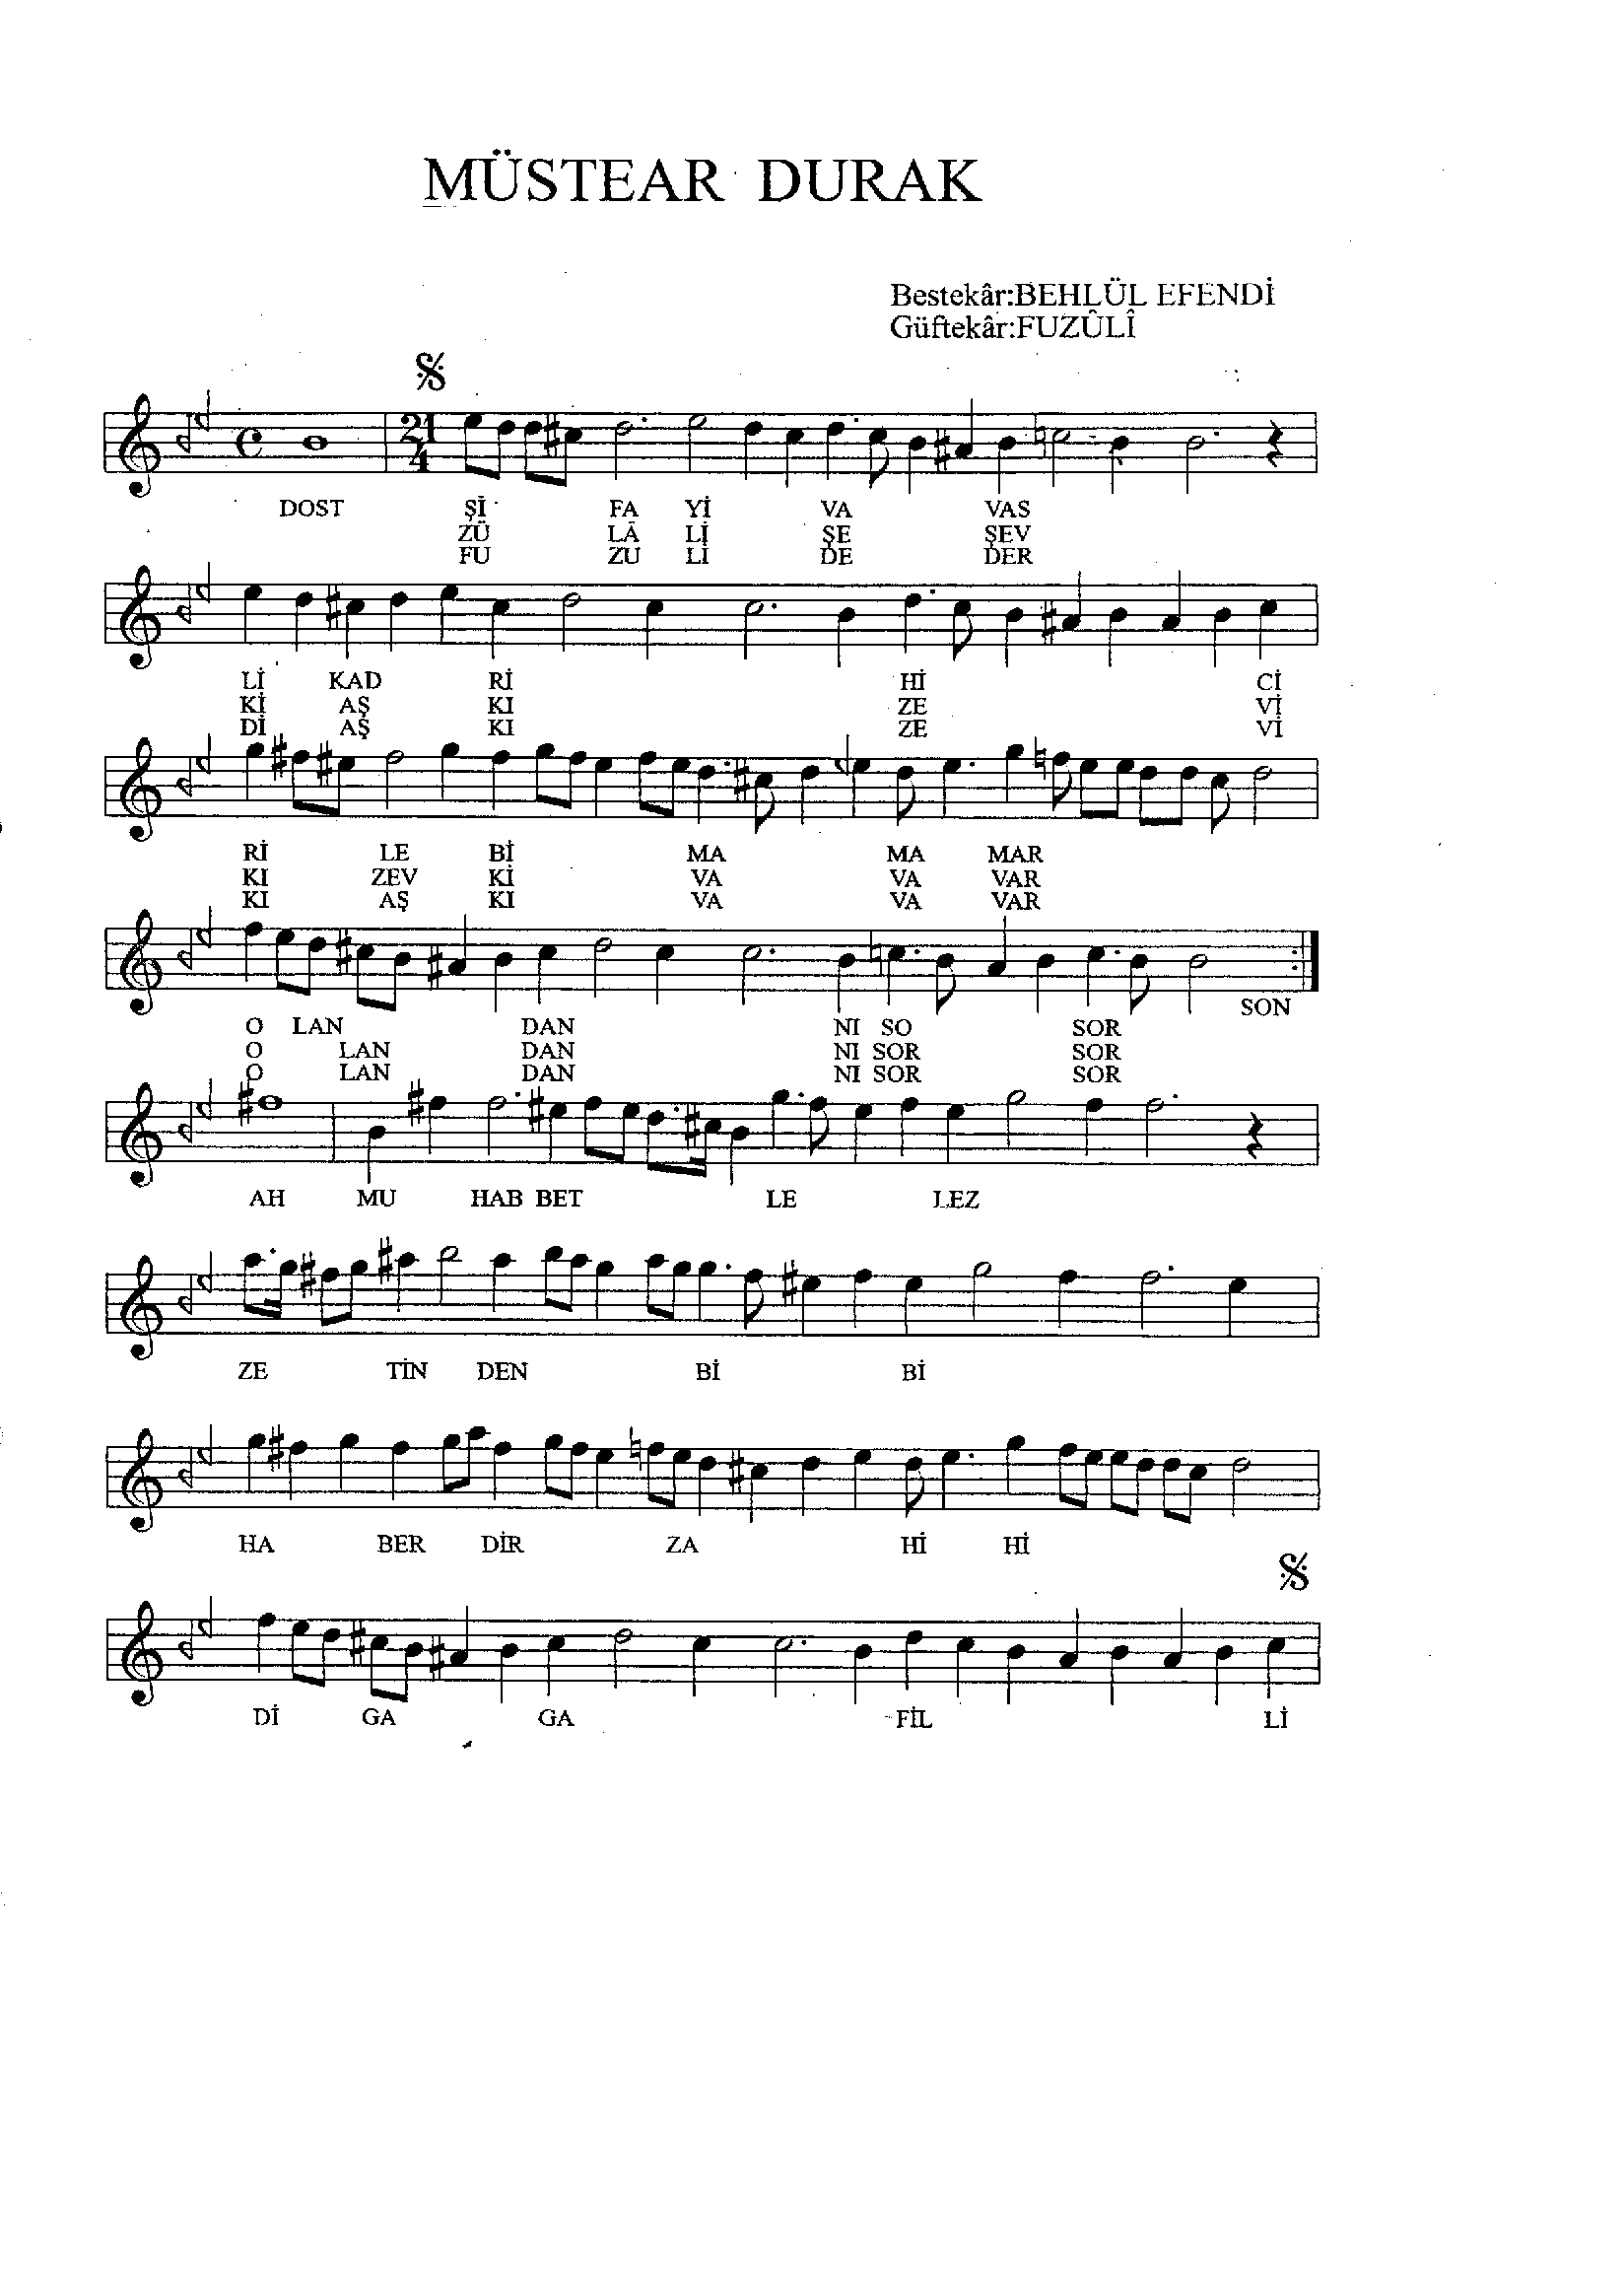 MÜSTEAR DURAK
Bestekâr:BEHLÜL EFENDİ
Güftekâr:FUZÛLÎ
21
4
DOST Şİ FA Yİ VA VAS
ZÜ LÂ Lİ ŞE ŞEV
FU ZU Lİ DE DER
Lİ KAD Rİ Hİ Cİ
Kİ AŞ KI ZE Vİ
Dİ AŞ KI ZE Vİ
Rİ LE Bİ MA MA MAR
KI ZEV Kİ VA VA VAR
KI AŞ KI VA VA VAR
SON
O LAN DAN NI SO SOR
O LAN DAN NI SOR SOR
O LAN DAN NI SOR SOR
AH MU HAB BET LE LEZ
ZE TİN DEN Bİ Bİ
HA BER DİR ZA Hİ Hİ
Dİ GA GA FİL Lİ